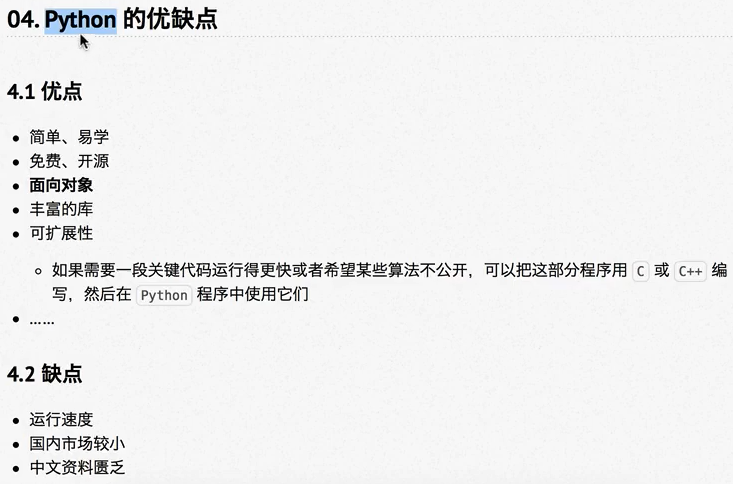 04. Python 的优缺点
4.1 优点
简单、易学
免费、开源
面向对象
丰富的库
可扩展性
如果需要一段关键代码运行得更快或者希望某些算法不公开，可以把这部分程序用 C 或 C++ 编
写，然后在 Python 程序中使用它们
……
4.2 缺点
运行速度
国内市场较小
中文资料匮乏